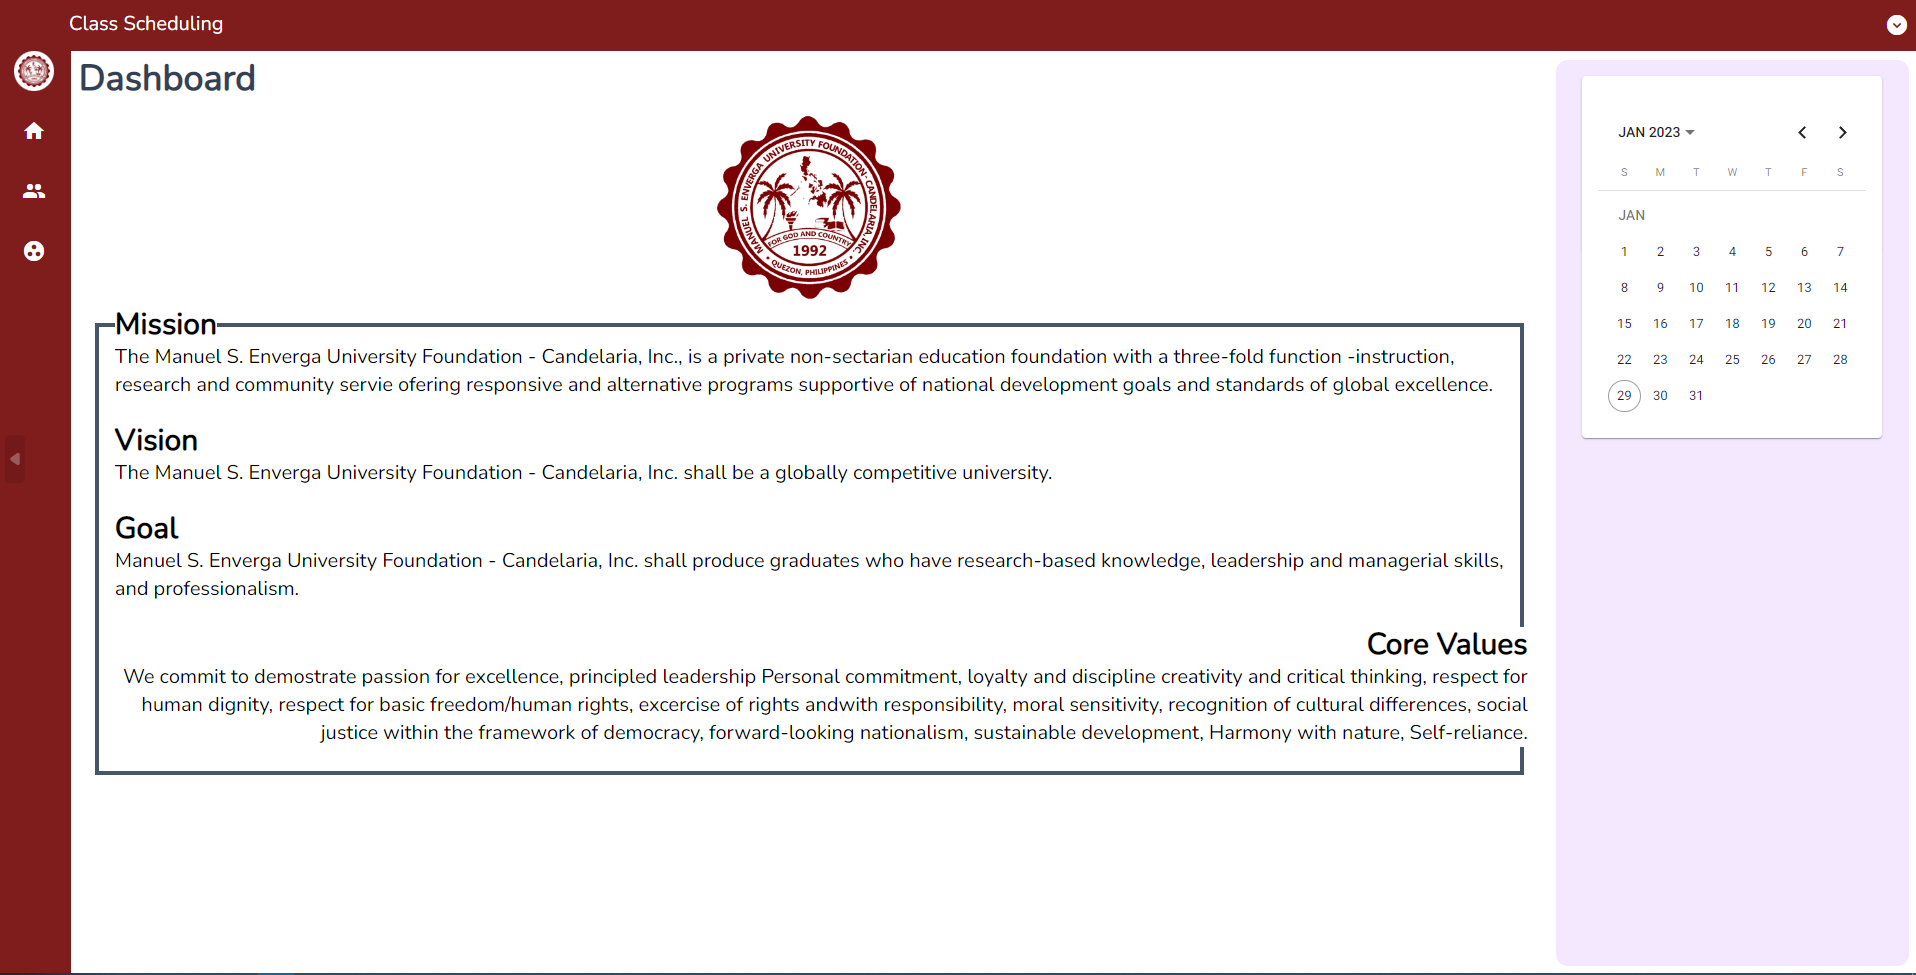 Class Scheduling
Dashboard
MANUEL S. ENVERGA UNIVERSITY FOUNDATION - CANDELARIA, INC.
FOR GOD AND COUNTRY
1992
• QUEZON, PHILIPPINES •
Mission
The Manuel S. Enverga University Foundation - Candelaria, Inc., is a private non-sectarian education foundation with a three-fold function -instruction,
research and community servie ofering responsive and alternative programs supportive of national development goals and standards of global excellence.
Vision
The Manuel S. Enverga University Foundation - Candelaria, Inc. shall be a globally competitive university.
Goal
Manuel S. Enverga University Foundation - Candelaria, Inc. shall produce graduates who have research-based knowledge, leadership and managerial skills,
and professionalism.
Core Values
We commit to demostrate passion for excellence, principled leadership Personal commitment, loyalty and discipline creativity and critical thinking, respect for
human dignity, respect for basic freedom/human rights, excercise of rights andwith responsibility, moral sensitivity, recognition of cultural differences, social
justice within the framework of democracy, forward-looking nationalism, sustainable development, Harmony with nature, Self-reliance.
JAN 2023
S M T W T F S
JAN
1 2 3 4 5 6 7
8 9 10 11 12 13 14
15 16 17 18 19 20 21
22 23 24 25 26 27 28
29 30 31